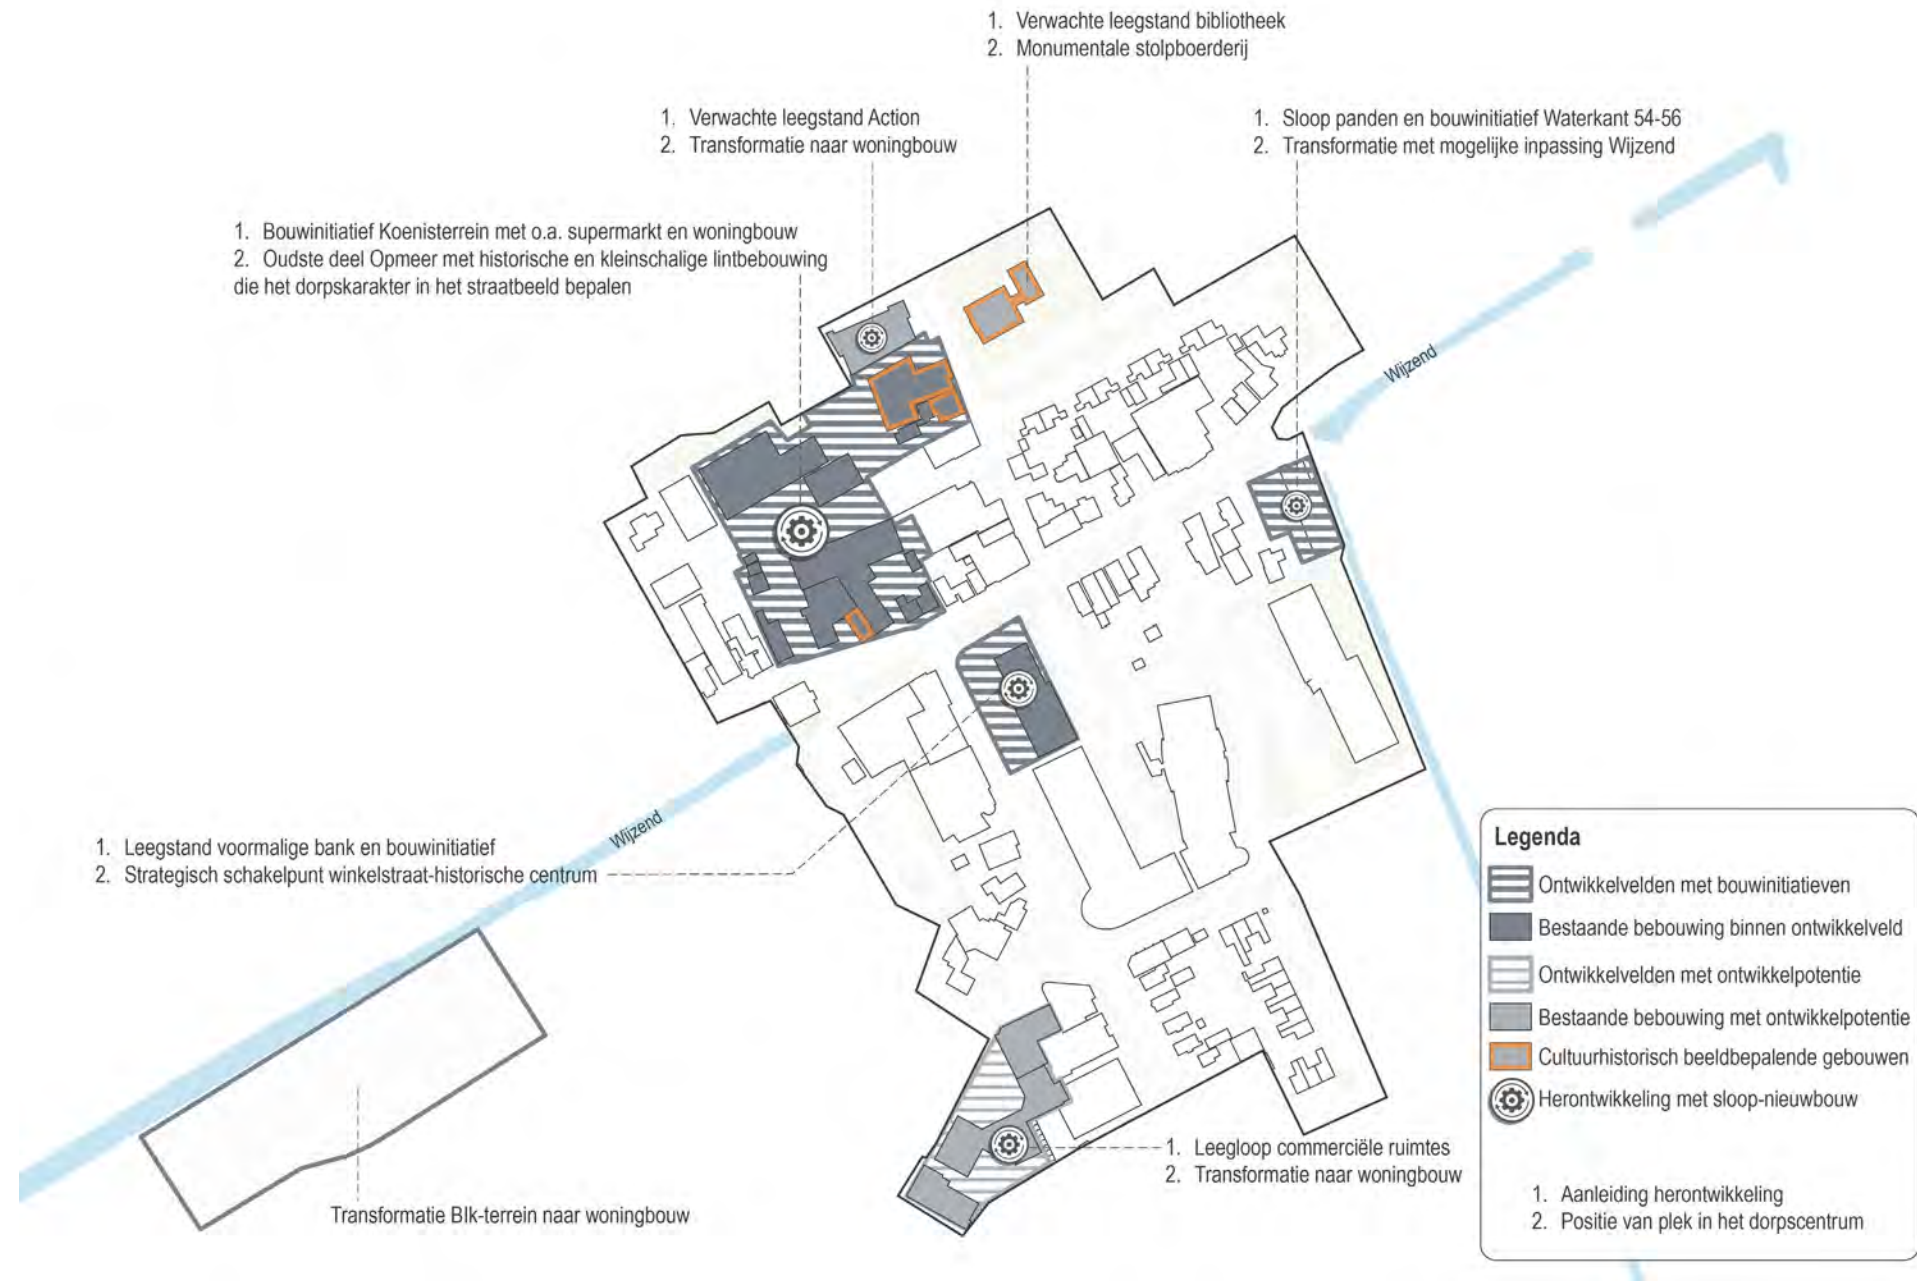 1. Verwachte leegstand bibliotheek
2. Monumentale stolpboerderij
1. Verwachte leegstand Action
2. Transformatie naar woningbouw
1. Sloop panden en bouwinitiatief Waterkant 54-56
2. Transformatie met mogelijke inpassing Wijzend
1. Bouwinitiatief Koenisterrein met o.a. supermarkt en woningbouw
2. Oudste deel Opmeer met historische en kleinschalige lintbebouwing
die het dorpskarakter in het straatbeeld bepalen
Wijzend
Wijzend
1. Leegstand voormalige bank en bouwinitiatief
2. Strategisch schakelpunt winkelstraat-historische centrum
Legenda
Ontwikkelvelden met bouwinitiatieven
Bestaande bebouwing binnen ontwikkelveld
Ontwikkelvelden met ontwikkelpotentie
Bestaande bebouwing met ontwikkelpotentie
Cultuurhistorisch beeldbepalende gebouwen
Herontwikkeling met sloop-nieuwbouw
1. Aanleiding herontwikkeling
2. Positie van plek in het dorpscentrum
1. Leegloop commerciële ruimtes
2. Transformatie naar woningbouw
Transformatie Blk-terrein naar woningbouw